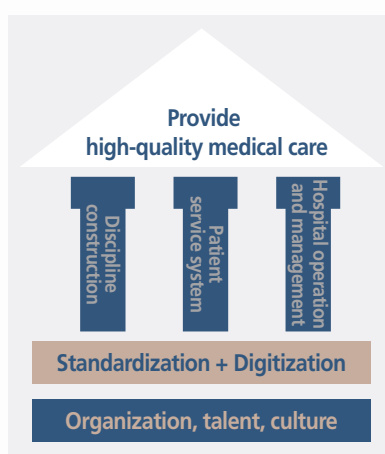 Provide
high-quality medical care
Discipline
construction
Patient
service system
Hospital operation
and management
Standardization + Digitization
Organization, talent, culture